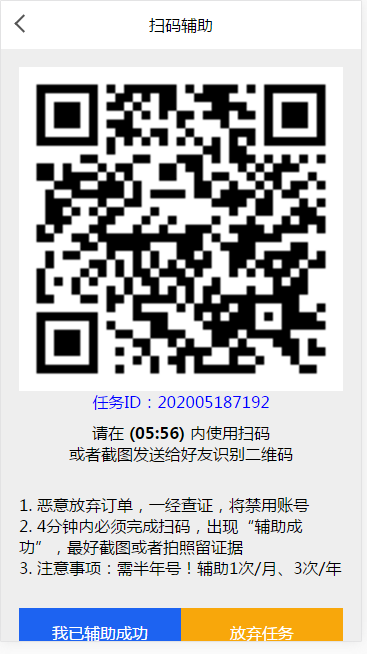 扫码辅助
任务ID：202005187192
请在 (05:56) 内使用扫码
或者截图发送给好友识别二维码
1. 恶意放弃订单，一经查证，将禁用账号
2. 4分钟内必须完成扫码，出现“辅助成
功”，最好截图或者拍照留证据
3. 注意事项：需半年号！辅助1次/月、3次/年
我已辅助成功
放弃任务